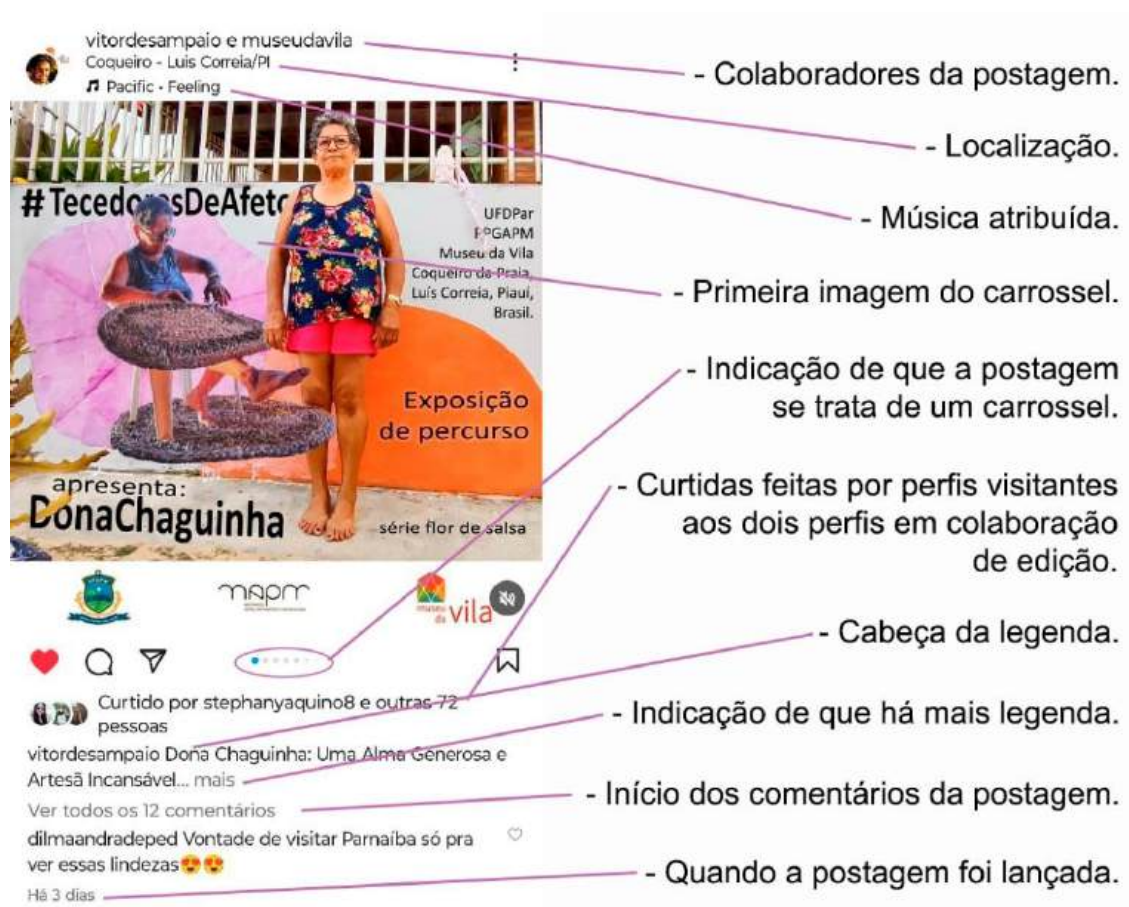 vitordesampaio e museudavila
Coqueiro - Luis Correia/PI
Pacific • Feeling
- Colaboradores da postagem.
- Localização.
- Música atribuída.
- Primeira imagem do carrossel.
- Indicação de que a postagem
se trata de um carrossel.
- Curtidas feitas por perfis visitantes
aos dois perfis em colaboração
de edição.
- Cabeça da legenda.
- Indicação de que há mais legenda.
- Início dos comentários da postagem.
- Quando a postagem foi lançada.
#TecedoresDeAfeto
UFDPar
PPGAPM
Museu da Vila
Coqueiro da Praia,
Luís Correia, Piauí,
Brasil.
Exposição
de percurso
apresenta:
DonaChaguinha
série flor de salsa
mapm
museu
da vila
Curtido por stephanyaquino8 e outras 72
pessoas
vitordesampaio Dona Chaguinha: Uma Alma Generosa e
Artesã Incansável... mais
Ver todos os 12 comentários
dilmaandradeped Vontade de visitar Parnaíba só pra
ver essas lindezas😍😍
Há 3 dias